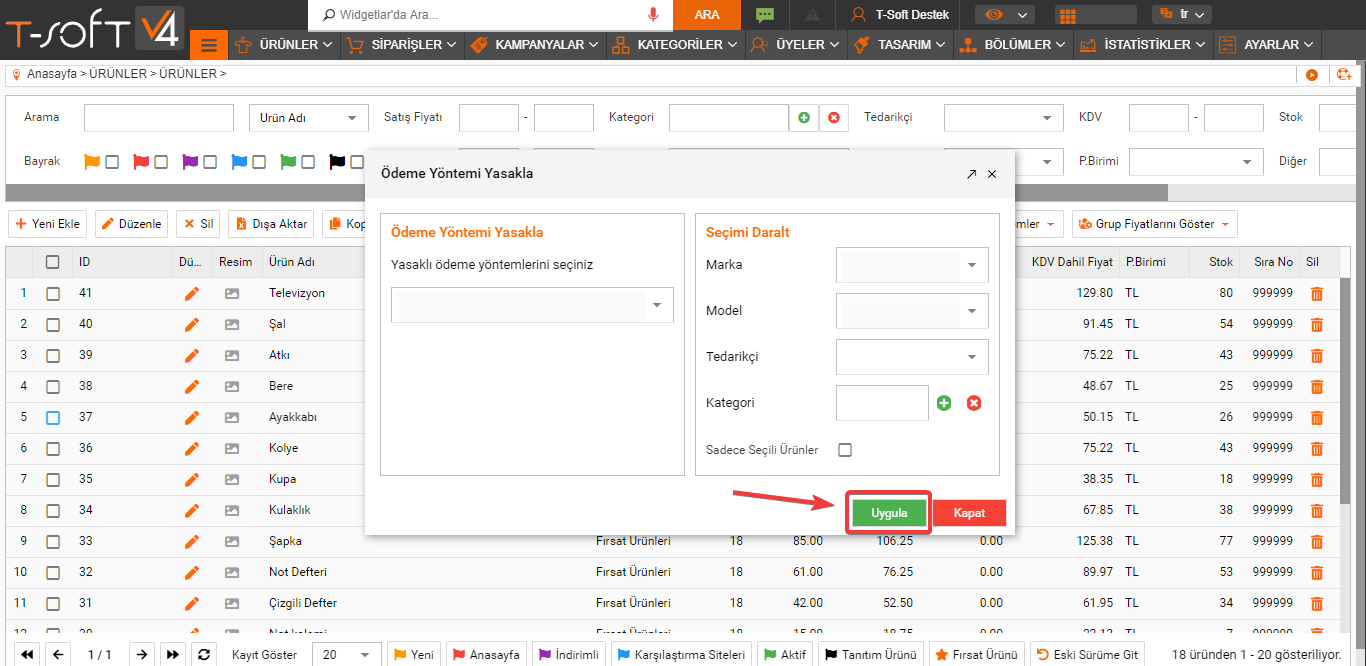 T-SOFT V4
Widgetlar'da Ara... ARA T-Soft Destek tr
ÜRÜNLER SİPARİŞLER KAMPANYALAR KATEGORİLER ÜYELER TASARIM BÖLÜMLER İSTATİSTİKLER AYARLAR
Anasayfa > ÜRÜNLER > ÜRÜNLER >
Arama Ürün Adı Satış Fiyatı - Kategori Tedarikçi KDV - Stok
Bayrak P.Birimi Diğer
Ödeme Yöntemi Yasakla
Yeni Ekle Düzenle Sil Dışa Aktar Kop mler Grup Fiyatlarını Göster
Ödeme Yöntemi Yasakla
Yasaklı ödeme yöntemlerini seçiniz
Seçimi Daralt
Marka
Model
Tedarikçi
Kategori
Sadece Seçili Ürünler
Uygula Kapat
ID Dü... Resim Ürün Adı KDV Dahil Fiyat P.Birimi Stok Sıra No Sil
1 41 Televizyon 129.80 TL 80 999999
2 40 Şal 91.45 TL 54 999999
3 39 Atkı 75.22 TL 43 999999
4 38 Bere 48.67 TL 25 999999
5 37 Ayakkabı 50.15 TL 26 999999
6 36 Kolye 75.22 TL 43 999999
7 35 Kupa 38.35 TL 18 999999
8 34 Kulaklık 67.85 TL 38 999999
9 33 Şapka Fırsat Ürünleri 18 85.00 106.25 0.00 125.38 TL 77 999999
10 32 Not Defteri Fırsat Ürünleri 18 61.00 76.25 0.00 89.97 TL 53 999999
11 31 Çizgili Defter Fırsat Ürünleri 18 42.00 52.50 0.00 61.95 TL 34 999999
1 / 1 Kayıt Göster 20 Yeni Anasayfa İndirimli Karşılaştırma Siteleri Aktif Tanıtım Ürünü Fırsat Ürünü Eski Sürüme Git 18 üründen 1 - 20 gösteriliyor.